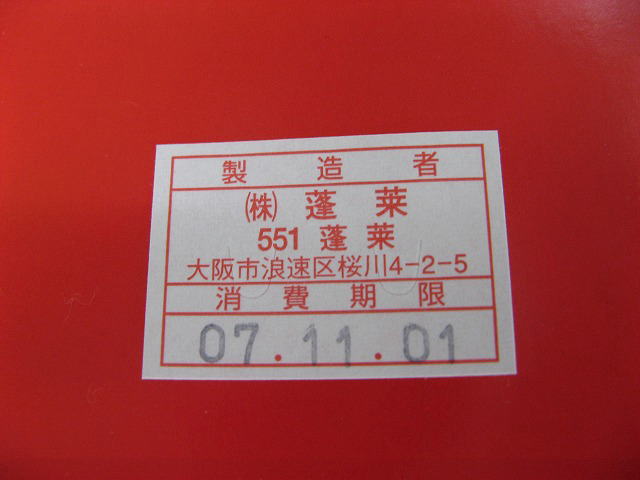 製造者
(株) 蓬莱
551 蓬莱
大阪市浪速区桜川4-2-5
消費期限
07.11.01